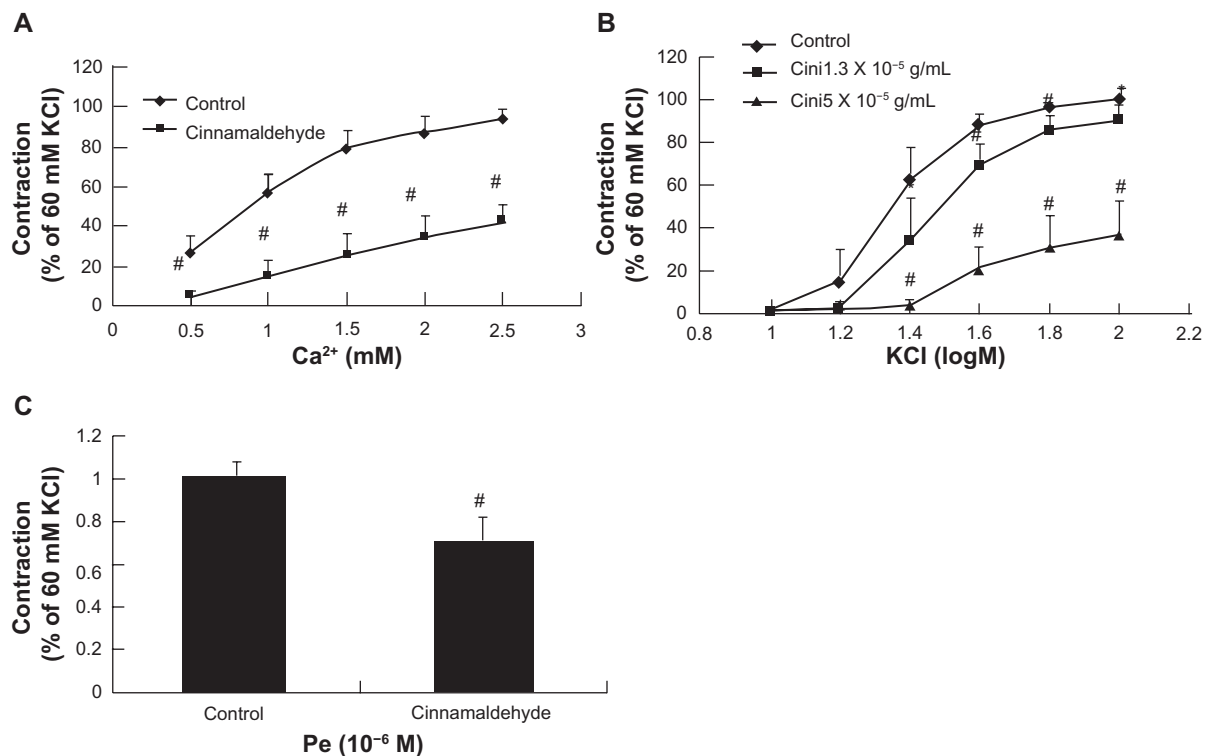 A
Contraction
(% of 60 mM KCl)
120
100
80
60
40
20
0
Control
Cinnamaldehyde
#
#
#
#
#
0
0.5
1
1.5
2
2.5
3
Ca²⁺ (mM)
B
Contraction
(% of 60 mM KCl)
120
100
80
60
40
20
0
Control
Cini1.3 X 10⁻⁵ g/mL
Cini5 X 10⁻⁵ g/mL
*
#
#
*
#
#
#
#
0.8
1
1.2
1.4
1.6
1.8
2
2.2
KCl (logM)
C
Contraction
(% of 60 mM KCl)
1.2
1
0.8
0.6
0.4
0.2
0
#
Control
Cinnamaldehyde
Pe (10⁻⁶ M)